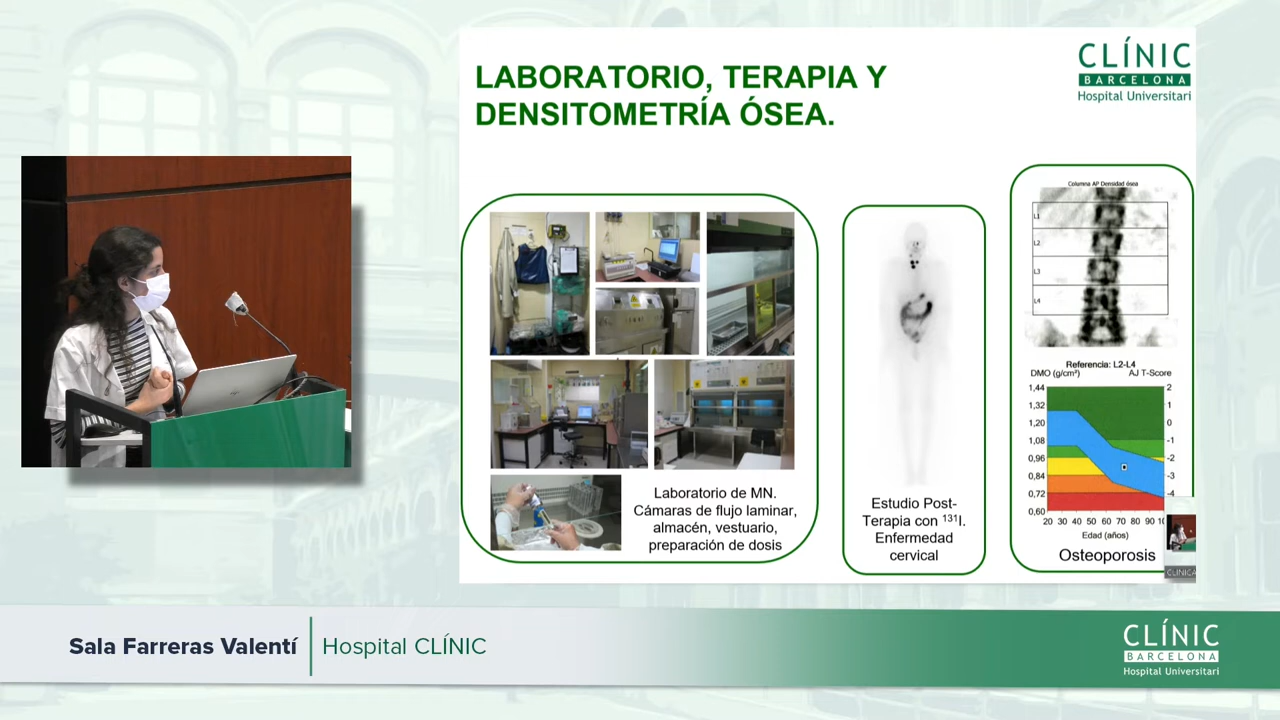 LABORATORIO, TERAPIA Y
DENSITOMETRÍA ÓSEA.
CLÍNIC
BARCELONA
Hospital Universitari
Laboratorio de MN.
Cámaras de flujo laminar,
almacén, vestuario,
preparación de dosis
Estudio Post-
Terapia con ¹³¹I.
Enfermedad
cervical
Columna AP Densidad ósea
L1
L2
L3
L4
Referencia: L2-L4
DMO (g/cm²) AJ T-Score
1,44 2
1,32 1
1,20 0
1,08 -1
0,96 -2
0,84 -3
0,72 -4
0,60
20 30 40 50 60 70 80 90 10
Edad (años)
Osteoporosis
CLINICA
Sala Farreras Valentí
Hospital CLÍNIC
CLÍNIC
BARCELONA
Hospital Universitari